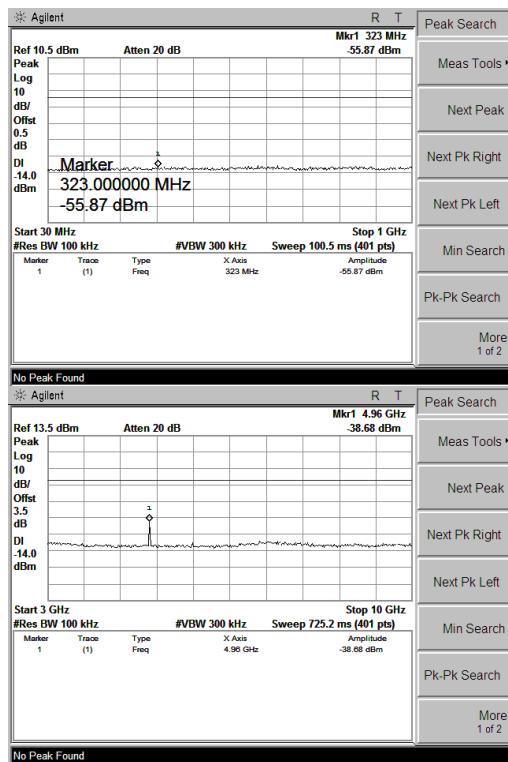 Agilent R T
Peak Search
Mkr1 323 MHz
Ref 10.5 dBm Atten 20 dB -55.87 dBm
Peak
Log
10
dB/
Offst
0.5
dB
DI
-14.0
dBm
1
Marker
323.000000 MHz
-55.87 dBm
Start 30 MHz Stop 1 GHz
#Res BW 100 kHz #VBW 300 kHz Sweep 100.5 ms (401 pts)
Marker Trace Type X Axis Amplitude
1 (1) Freq 323 MHz -55.87 dBm
Meas Tools
Next Peak
Next Pk Right
Next Pk Left
Min Search
Pk-Pk Search
More
1 of 2
No Peak Found
Agilent R T
Peak Search
Mkr1 4.96 GHz
Ref 13.5 dBm Atten 20 dB -38.68 dBm
Peak
Log
10
dB/
Offst
3.5
dB
DI
-14.0
dBm
1
Start 3 GHz Stop 10 GHz
#Res BW 100 kHz #VBW 300 kHz Sweep 725.2 ms (401 pts)
Marker Trace Type X Axis Amplitude
1 (1) Freq 4.96 GHz -38.68 dBm
Meas Tools
Next Peak
Next Pk Right
Next Pk Left
Min Search
Pk-Pk Search
More
1 of 2
No Peak Found